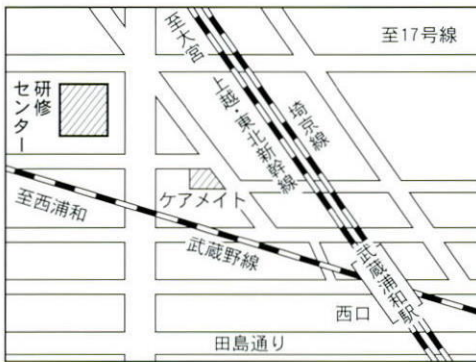 至大宮
至17号線
上越・東北新幹線
埼京線
研修
センター
ケアメイト
至西浦和
武蔵野線
武蔵浦和駅
西口
田島通り